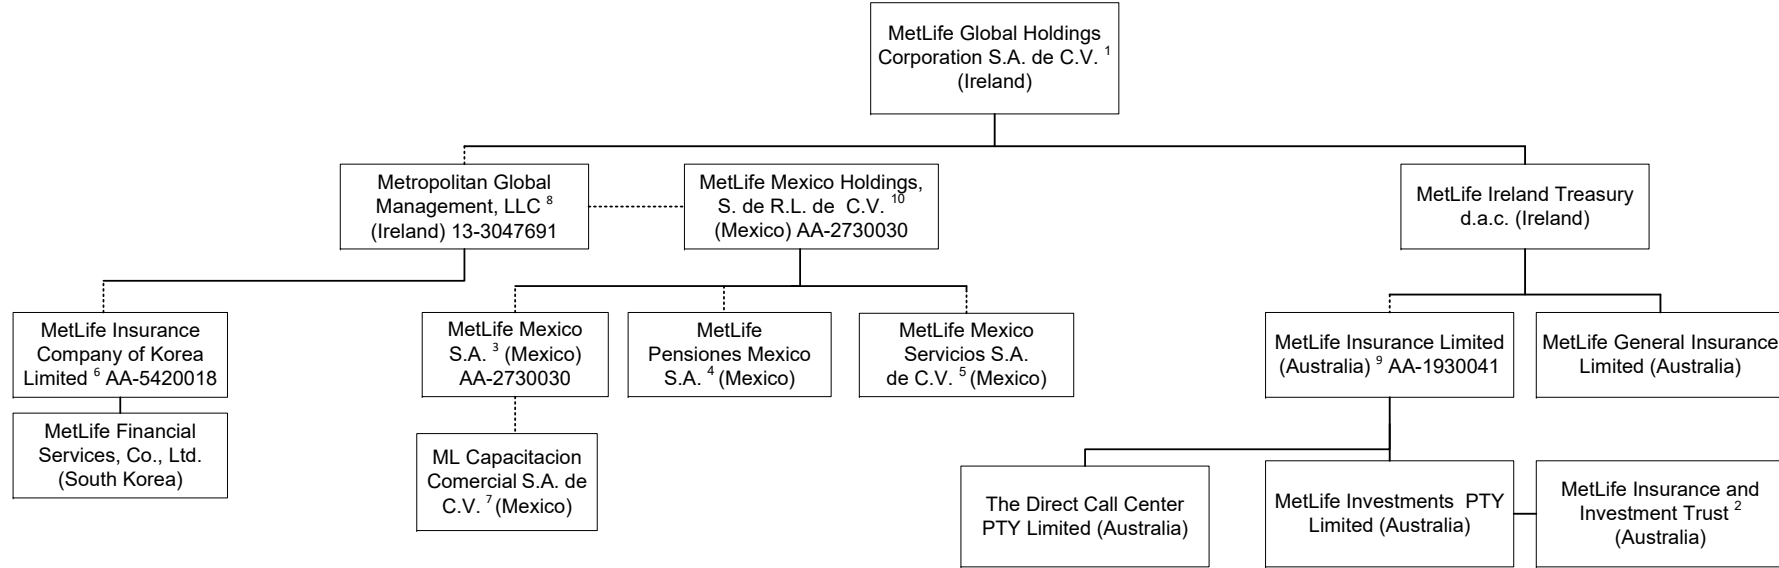 MetLife Global Holdings
Corporation S.A. de C.V. 1
(Ireland)
Metropolitan Global
Management, LLC 8
(Ireland) 13-3047691
MetLife Mexico Holdings,
S. de R.L. de C.V. 10
(Mexico) AA-2730030
MetLife Ireland Treasury
d.a.c. (Ireland)
MetLife Insurance
Company of Korea
Limited 6 AA-5420018
MetLife Mexico
S.A. 3 (Mexico)
AA-2730030
MetLife
Pensiones Mexico
S.A. 4 (Mexico)
MetLife Mexico
Servicios S.A.
de C.V. 5 (Mexico)
MetLife Insurance Limited
(Australia) 9 AA-1930041
MetLife General Insurance
Limited (Australia)
MetLife Financial
Services, Co., Ltd.
(South Korea)
ML Capacitacion
Comercial S.A. de
C.V. 7 (Mexico)
The Direct Call Center
PTY Limited (Australia)
MetLife Investments PTY
Limited (Australia)
MetLife Insurance and
Investment Trust 2
(Australia)